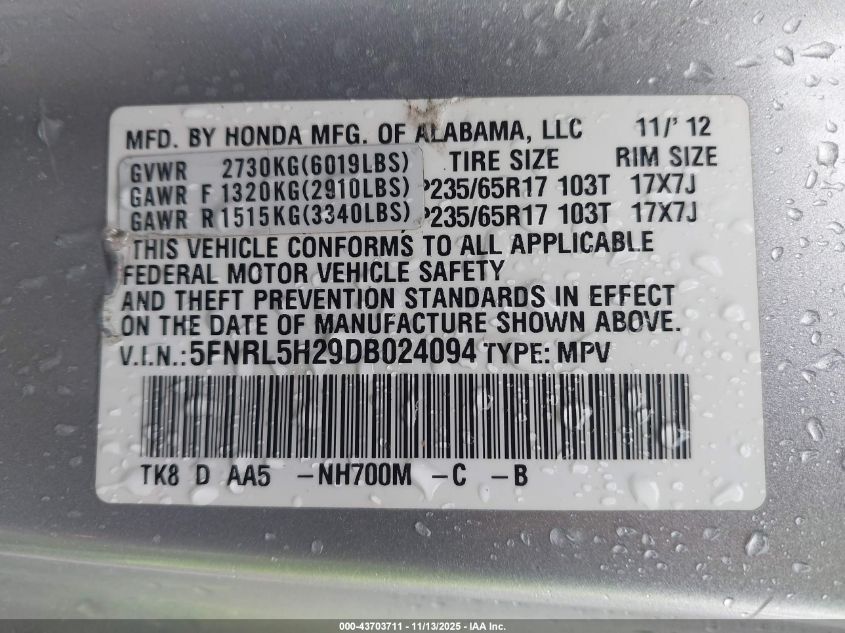 MFD. BY HONDA MFG. OF ALABAMA, LLC 11/'12
GVWR 2730KG(6019LBS) TIRE SIZE RIM SIZE
GAWR F 1320KG(2910LBS) P235/65R17 103T 17X7J
GAWR R 1515KG(3340LBS) P235/65R17 103T 17X7J
THIS VEHICLE CONFORMS TO ALL APPLICABLE
FEDERAL MOTOR VEHICLE SAFETY
AND THEFT PREVENTION STANDARDS IN EFFECT
ON THE DATE OF MANUFACTURE SHOWN ABOVE.
V.I.N.: 5FNRL5H29DB024094 TYPE: MPV
TK8 D AA5 -NH700M -C -B
000-43703711 - 11/13/2025 - IAA Inc.